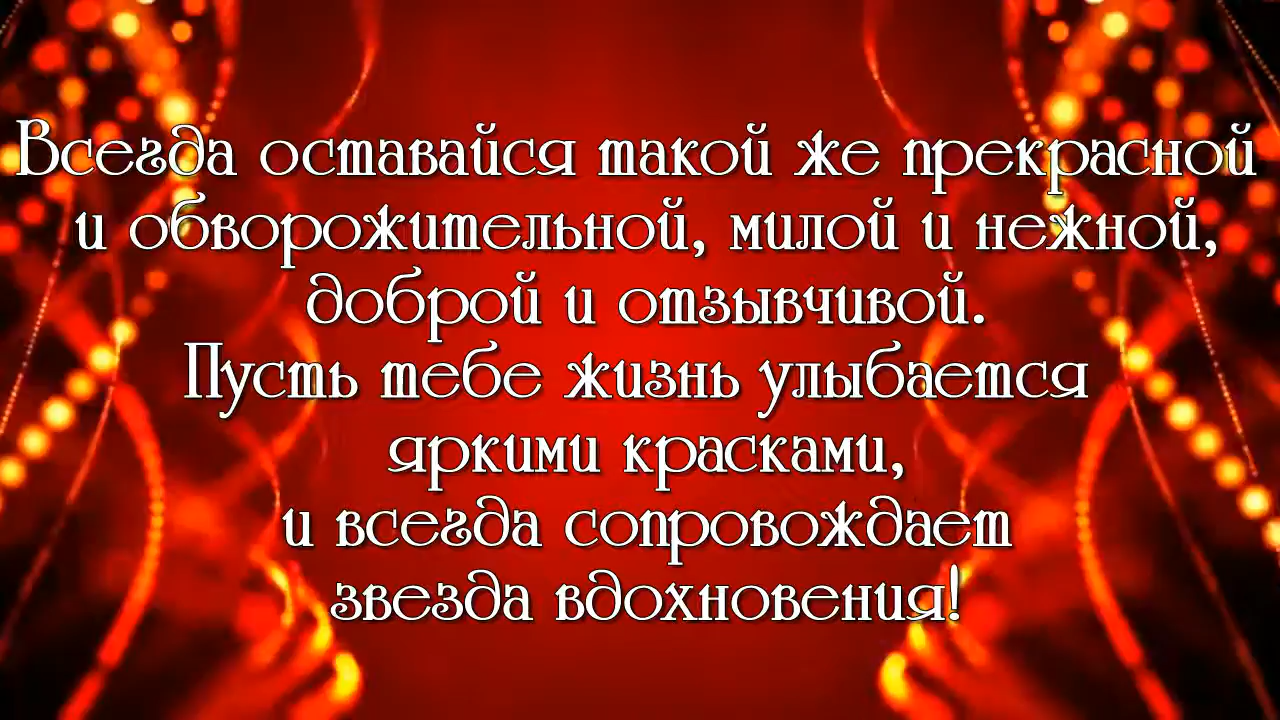 Всегда оставайся такой же прекрасной
и обворожительной, милой и нежной,
доброй и отзывчивой.
Пусть тебе жизнь улыбается
яркими красками,
и всегда сопровождает
звезда вдохновения!